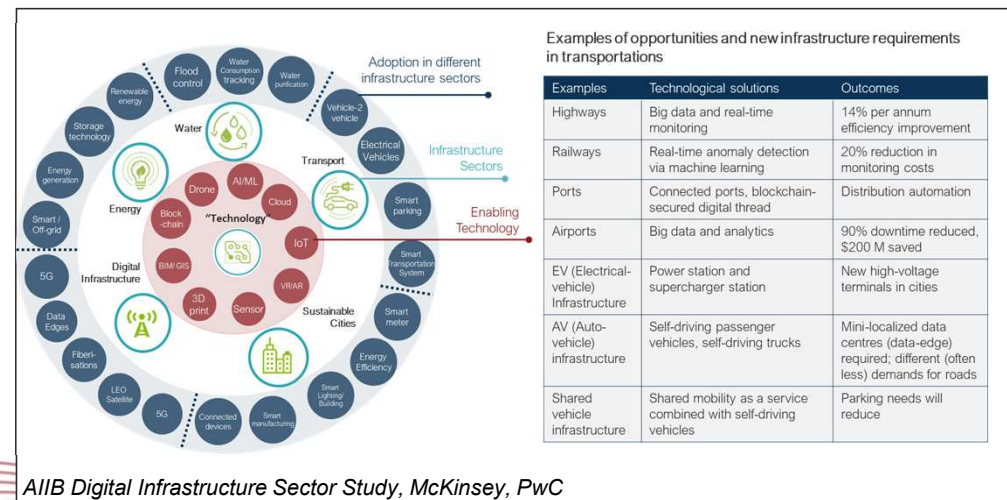 Flood
control
Water
Consumption
tracking
Water
purification
Vehicle-2
vehicle
Electrical
Vehicles
Smart
parking
Smart
Transportation
System
Smart
meter
Energy
Efficiency
Smart
Lighting/
Building
Smart
manufacturing
Connected
devices
5G
LEO
Satellite
Fiberi-
sations
Data
Edges
5G
Smart /
Off-grid
Energy
generation
Storage
technology
Renewable
energy
Water
Transport
Sustainable
Cities
Digital
Infrastructure
Energy
"Technology"
Drone
AI/ML
Cloud
IoT
VR/AR
Sensor
3D
print
BIM/ GIS
Block
-chain
Adoption in different
infrastructure sectors
Infrastructure
Sectors
Enabling
Technology
Examples of opportunities and new infrastructure requirements
in transportations
Examples Technological solutions Outcomes
Highways Big data and real-time 14% per annum
monitoring efficiency improvement
Railways Real-time anomaly detection 20% reduction in
via machine learning monitoring costs
Ports Connected ports, blockchain- Distribution automation
secured digital thread
Airports Big data and analytics 90% downtime reduced,
$200 M saved
EV (Electrical- Power station and New high-voltage
vehicle) supercharger station terminals in cities
Infrastructure
AV (Auto- Self-driving passenger Mini-localized data
vehicle) vehicles, self-driving trucks centres (data-edge)
infrastructure required; different (often
less) demands for roads
Shared Shared mobility as a service Parking needs will
vehicle combined with self-driving reduce
infrastructure vehicles
AIIB Digital Infrastructure Sector Study, McKinsey, PwC